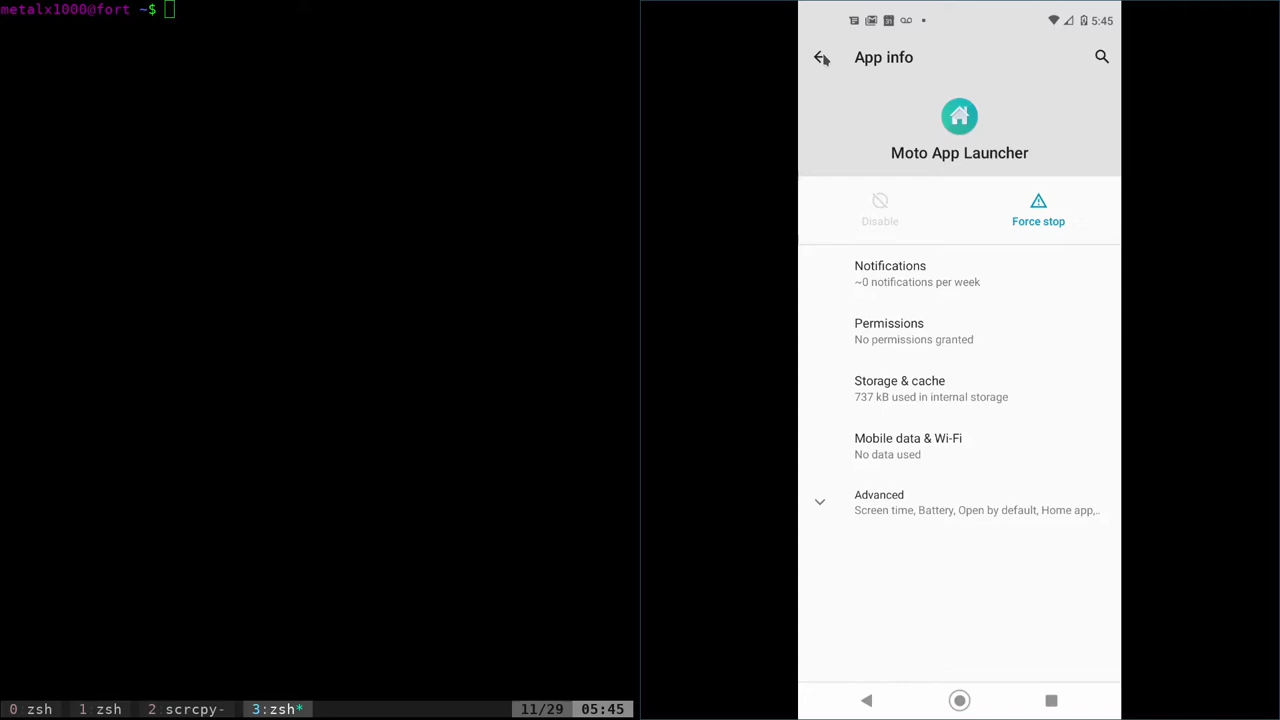 metalx1000@fort ~$
5:45
App info
Moto App Launcher
Disable
Force stop
Notifications
~0 notifications per week
Permissions
No permissions granted
Storage & cache
737 kB used in internal storage
Mobile data & Wi-Fi
No data used
Advanced
Screen time, Battery, Open by default, Home app,..
0 zsh 1 zsh 2 scrcpy- 3:zsh* 11/29 05:45